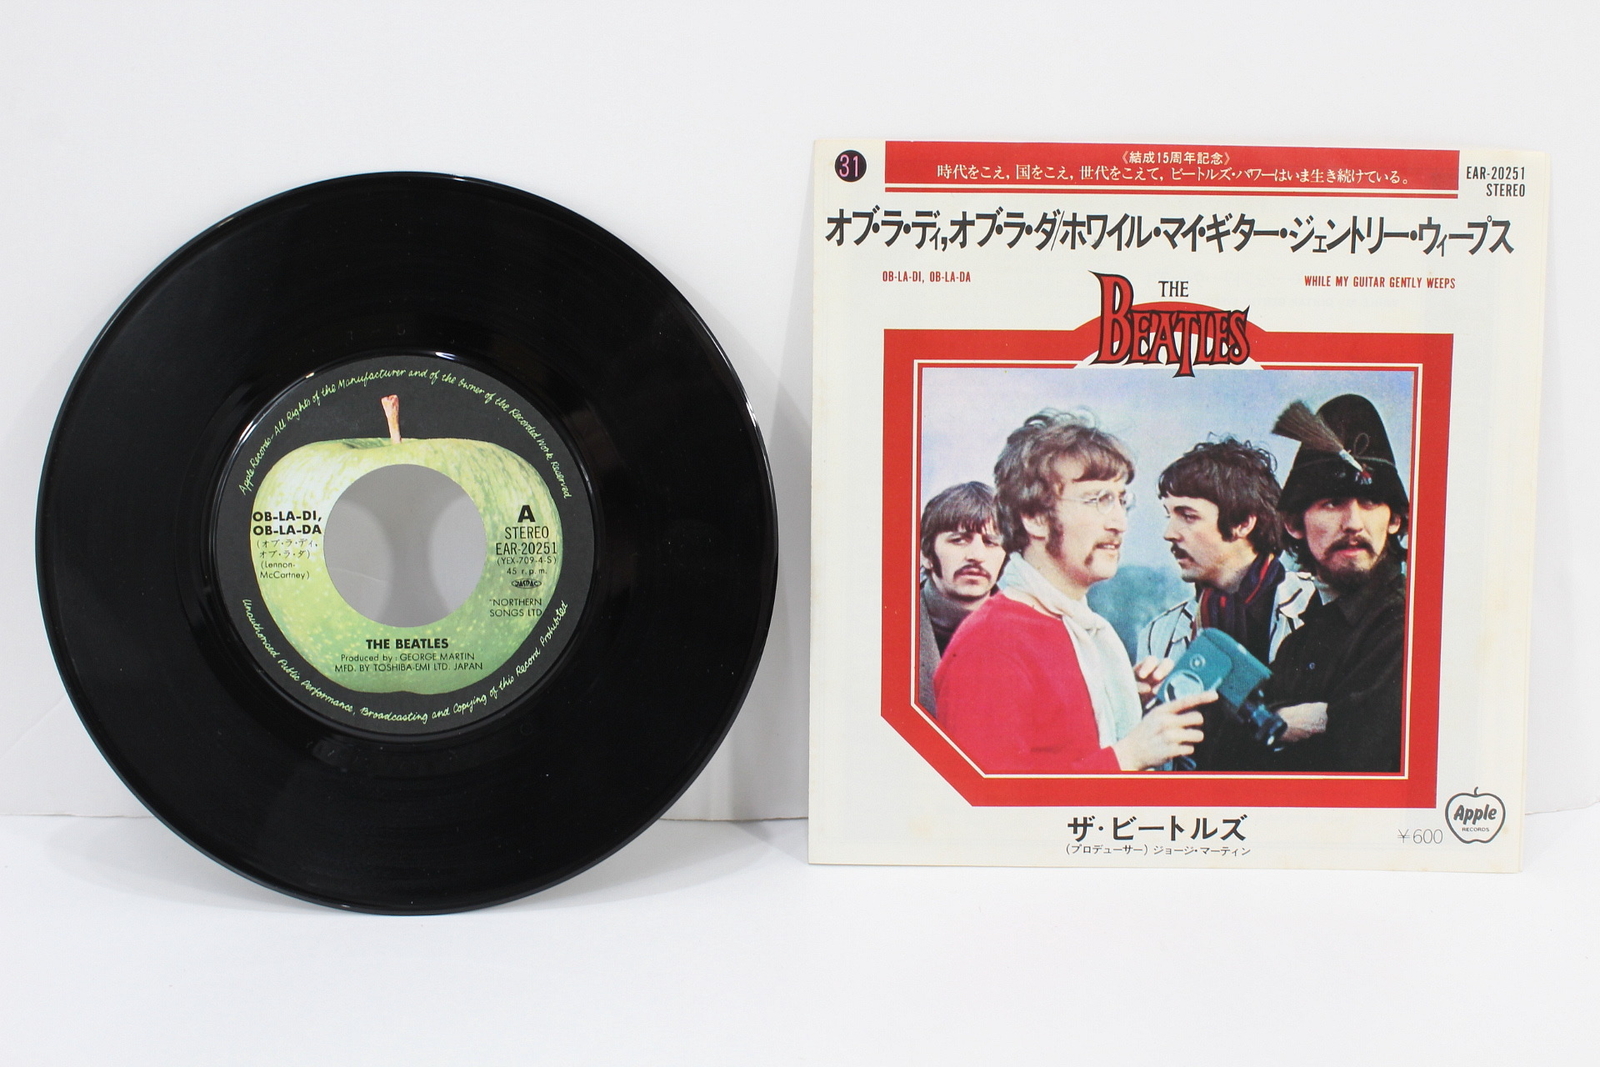 Apple Records-All Rights of the Manufacturer and of the Owner of the Recorded Work Reserved
OB-LA-DI,
OB-LA-DA
(オブ・ラ・ディ,
オブ・ラ・ダ)
(Lennon-
McCartney)
A
STEREO
EAR-20251
(YEX-709-4-S)
45 r.p.m.
JASRAC
"NORTHERN
SONGS LTD
THE BEATLES
Produced by: GEORGE MARTIN
MFD. BY TOSHIBA-EMI LTD. JAPAN
Unauthorized Public Performance, Broadcasting and Copying of this Record Prohibited
31
《結成15周年記念》
時代をこえ, 国をこえ, 世代をこえて, ビートルズ・パワーはいま生き続けている。
EAR-20251
STEREO
オブ・ラ・ディ,オブ・ラ・ダ/ホワイル・マイ・ギター・ジェントリー・ウィープス
OB-LA-DI, OB-LA-DA
WHILE MY GUITAR GENTLY WEEPS
THE
BEATLES
ザ・ビートルズ
(プロデューサー) ジョージ・マーティン
¥600
Apple
RECORDS